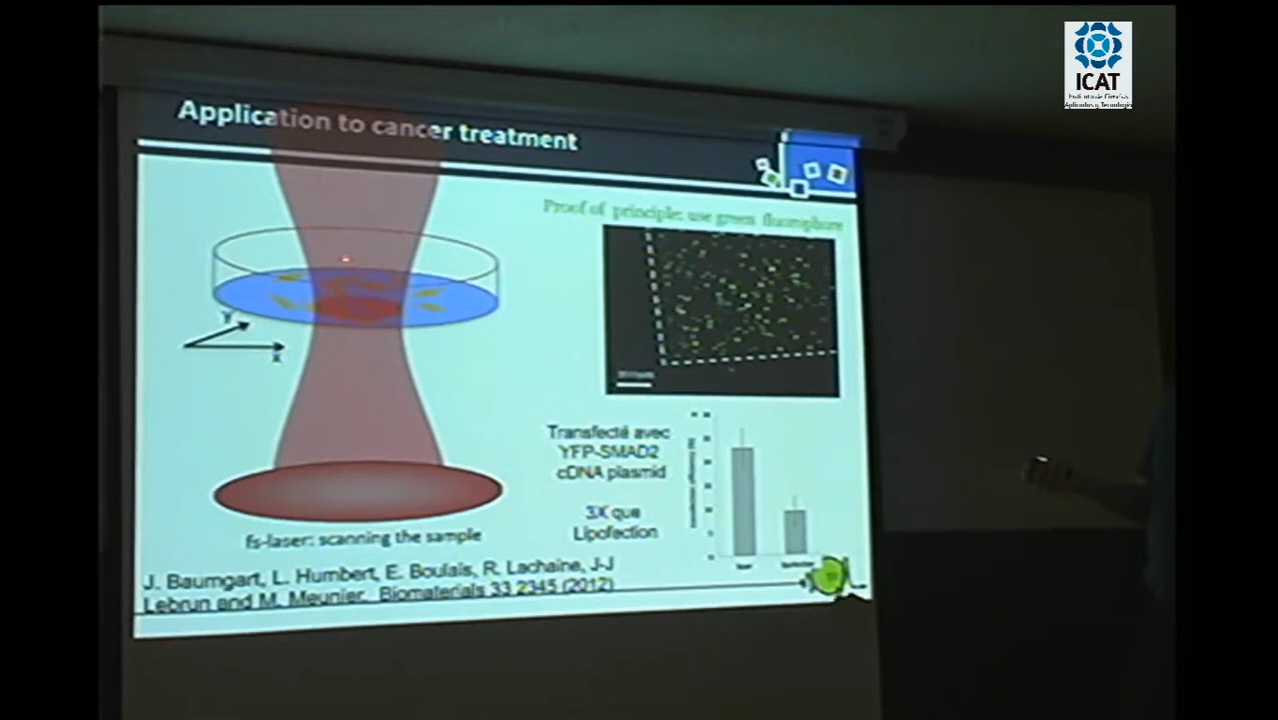 ICAT
Application to cancer treatment
Proof of principle: use green fluophore
Y
X
Transfecté avec
YFP-SMAD2
cDNA plasmid
3X que
Lipofection
fs-laser: scanning the sample
J. Baumgart, L. Humbert, E. Boulais, R. Lachaine, J-J
Lebrun and M. Meunier. Biomaterials 33 2345 (2012)